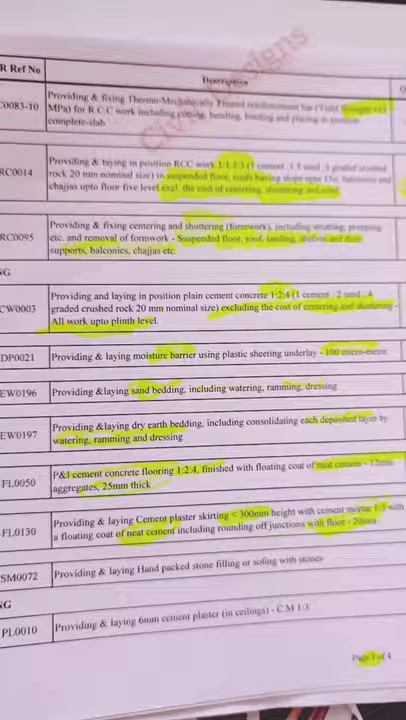 R Ref No
Description
C0083-10
Providing & fixing Thermo-Mechanically Treated reinforcement bar (Yield
MPa) for R.C.C work including cutting, bending, binding and placing in position
complete-slab
RC0014
Providing & laying in position RCC work 1:1.5:3 (1 cement :1.5 sand :3 graded crushed
rock 20 mm nominal size) in suspended floor, roofs having slope upto 15o, balconies and
chajjas upto floor five level excl. the cost of centering, shuttering and
RC0095
Providing & fixing centering and shuttering (formwork), including strutting, propping
etc. and removal of formwork - Suspended floor, roof, landing, shelves and their
supports, balconies, chajjas etc.
NG
CW0003
Providing and laying in position plain cement concrete 1:2:4 (1 cement : 2 sand : 4
graded crushed rock 20 mm nominal size) excluding the cost of centering and shuttering -
All work upto plinth level.
DP0021
Providing & laying moisture barrier using plastic sheeting underlay - 100 micro-metre
EW0196
Providing &laying sand bedding, including watering, ramming, dressing
EW0197
Providing &laying dry earth bedding, including consolidating each deposited layer by
watering, ramming and dressing
FL0050
P&l cement concrete flooring 1:2:4, finished with floating coat of neat cement - 12mm
aggregates, 25mm thick
FL0130
Providing & laying Cement plaster skirting < 300mm height with cement mortar 1:3 with
a floating coat of neat cement including rounding off junctions with floor - 20mm
SM0072
Providing & laying Hand packed stone filling or soling with stones
NG
PL0010
Providing & laying 6mm cement plaster (in ceilings) - C.M 1:3
Page 3 of 4
Civil Designs